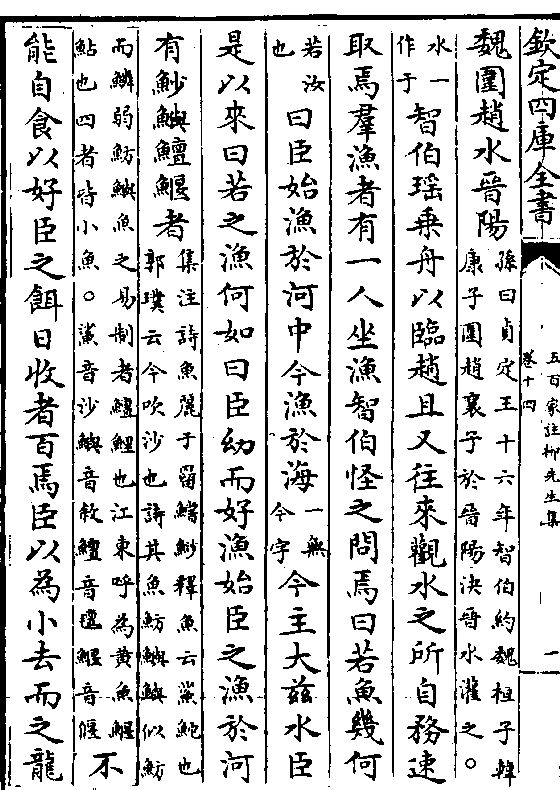 欽定四庫全書
五百家註柳先生集
卷十四
一
魏圍趙水晉陽
孫曰貞定王十六年智伯約魏桓子韓
康子圍趙襄子於晉陽決晉水灌之○
水一
作于
智伯瑶乗舟以臨趙且又往來觀水之所自務速
取焉羣漁者有一人坐漁智伯怪之問焉曰若魚幾何
若汝
也
曰臣始漁於河中今漁於海
一無
今字
今主大兹水臣
是以來曰若之漁何如曰臣幼而好漁始臣之漁於河
有魦鱮鱣鰋者
集注詩魚麗于罶鱨魦釋魚云鯊鮀也
郭璞云今吹沙也詩其魚魴鱮鱮似魴
而鱗弱魴鱮魚之易制者鱣鯉也江東呼為黄魚鰋
鮎也四者皆小魚○鯊音沙鱮音敘鱣音邅鰋音偃
不
能自食以好臣之餌日收者百焉臣以為小去而之龍